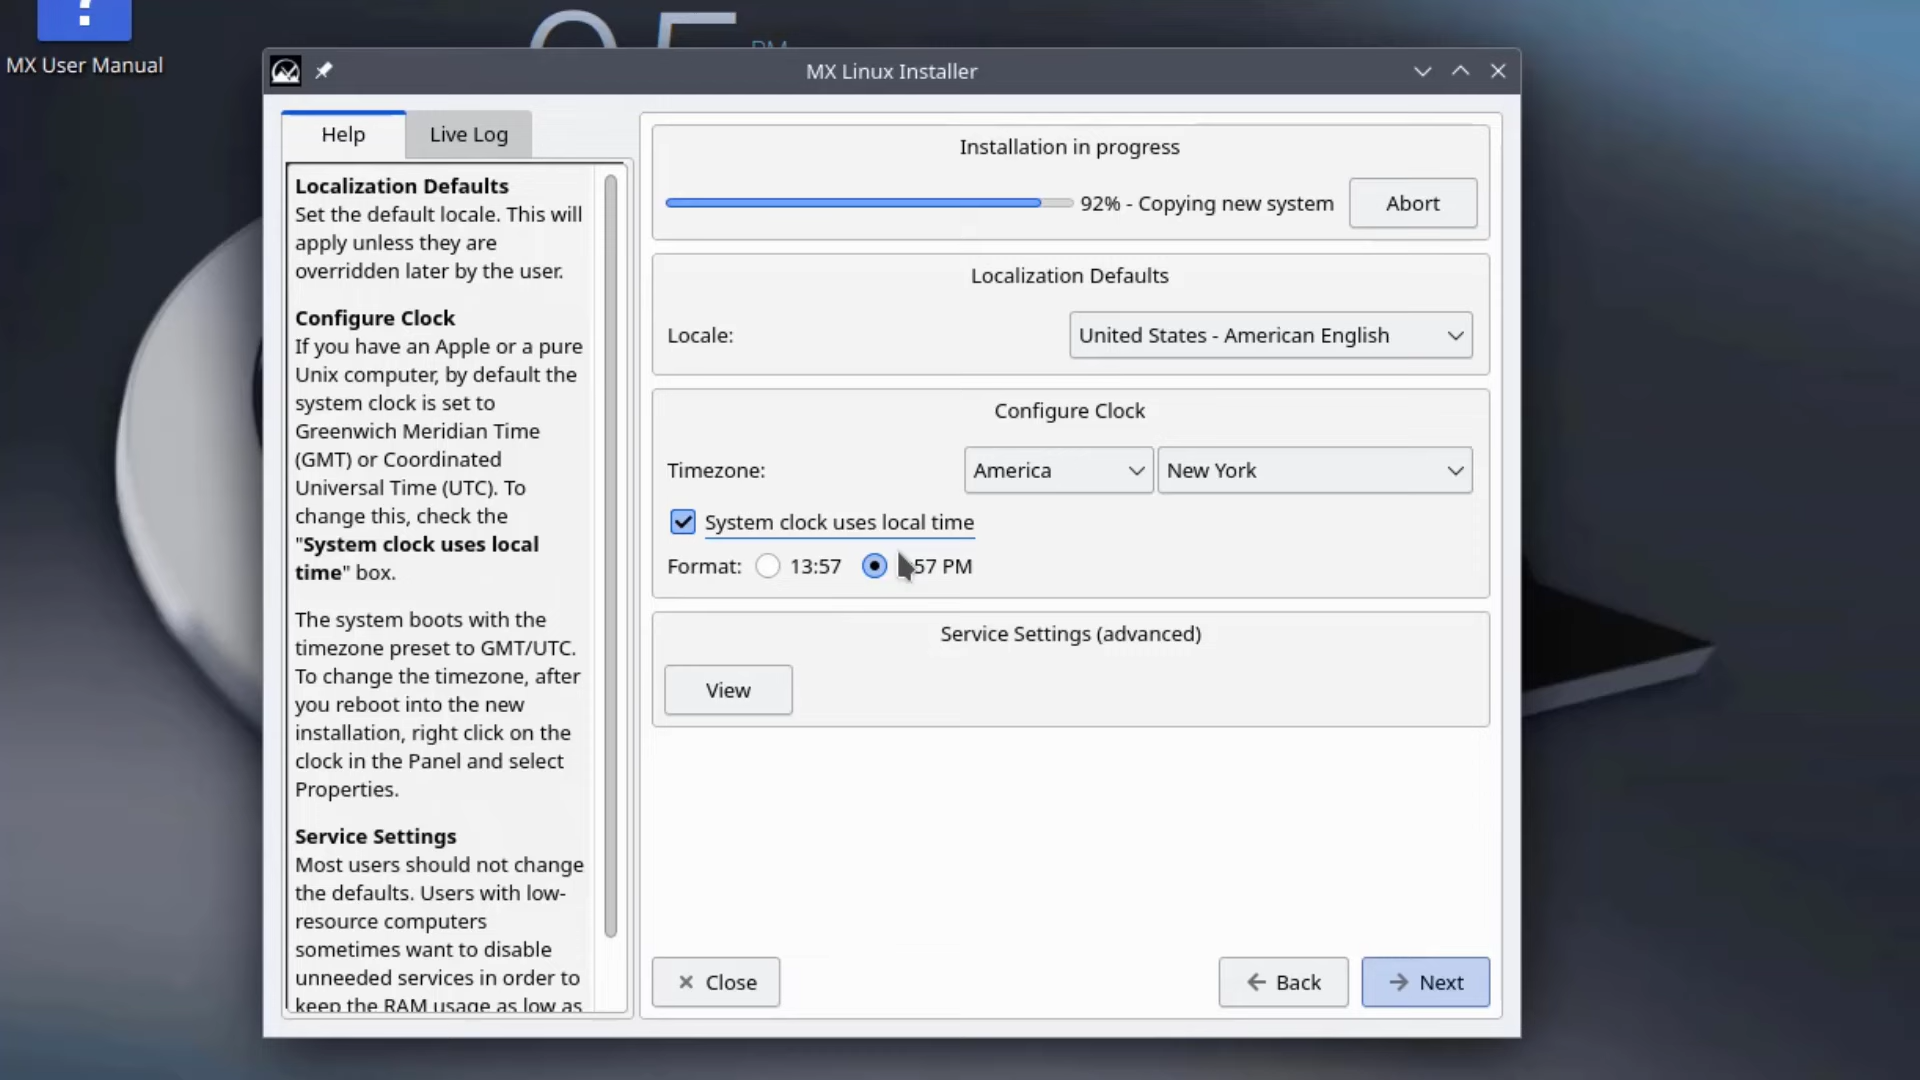 ?
MX User Manual
PM
MX Linux Installer
Help
Live Log
Localization Defaults
Set the default locale. This will
apply unless they are
overridden later by the user.
Configure Clock
If you have an Apple or a pure
Unix computer, by default the
system clock is set to
Greenwich Meridian Time
(GMT) or Coordinated
Universal Time (UTC). To
change this, check the
"System clock uses local
time" box.
The system boots with the
timezone preset to GMT/UTC.
To change the timezone, after
you reboot into the new
installation, right click on the
clock in the Panel and select
Properties.
Service Settings
Most users should not change
the defaults. Users with low-
resource computers
sometimes want to disable
unneeded services in order to
keep the RAM usage as low as
Installation in progress
92% - Copying new system
Abort
Localization Defaults
Locale:
United States - American English
Configure Clock
Timezone:
America
New York
System clock uses local time
Format:
13:57
57 PM
Service Settings (advanced)
View
Close
Back
Next